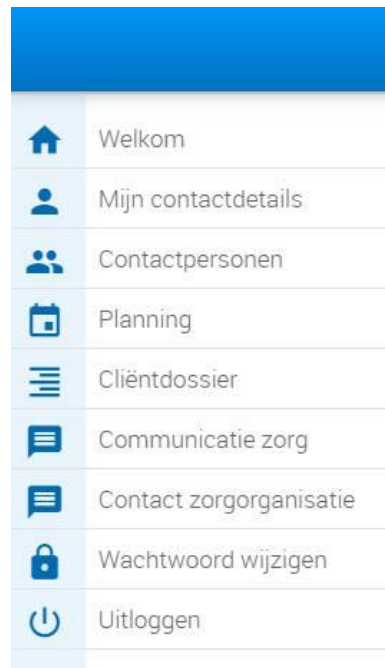 Welkom
Mijn contactdetails
Contactpersonen
Planning
Cliëntdossier
Communicatie zorg
Contact zorgorganisatie
Wachtwoord wijzigen
Uitloggen